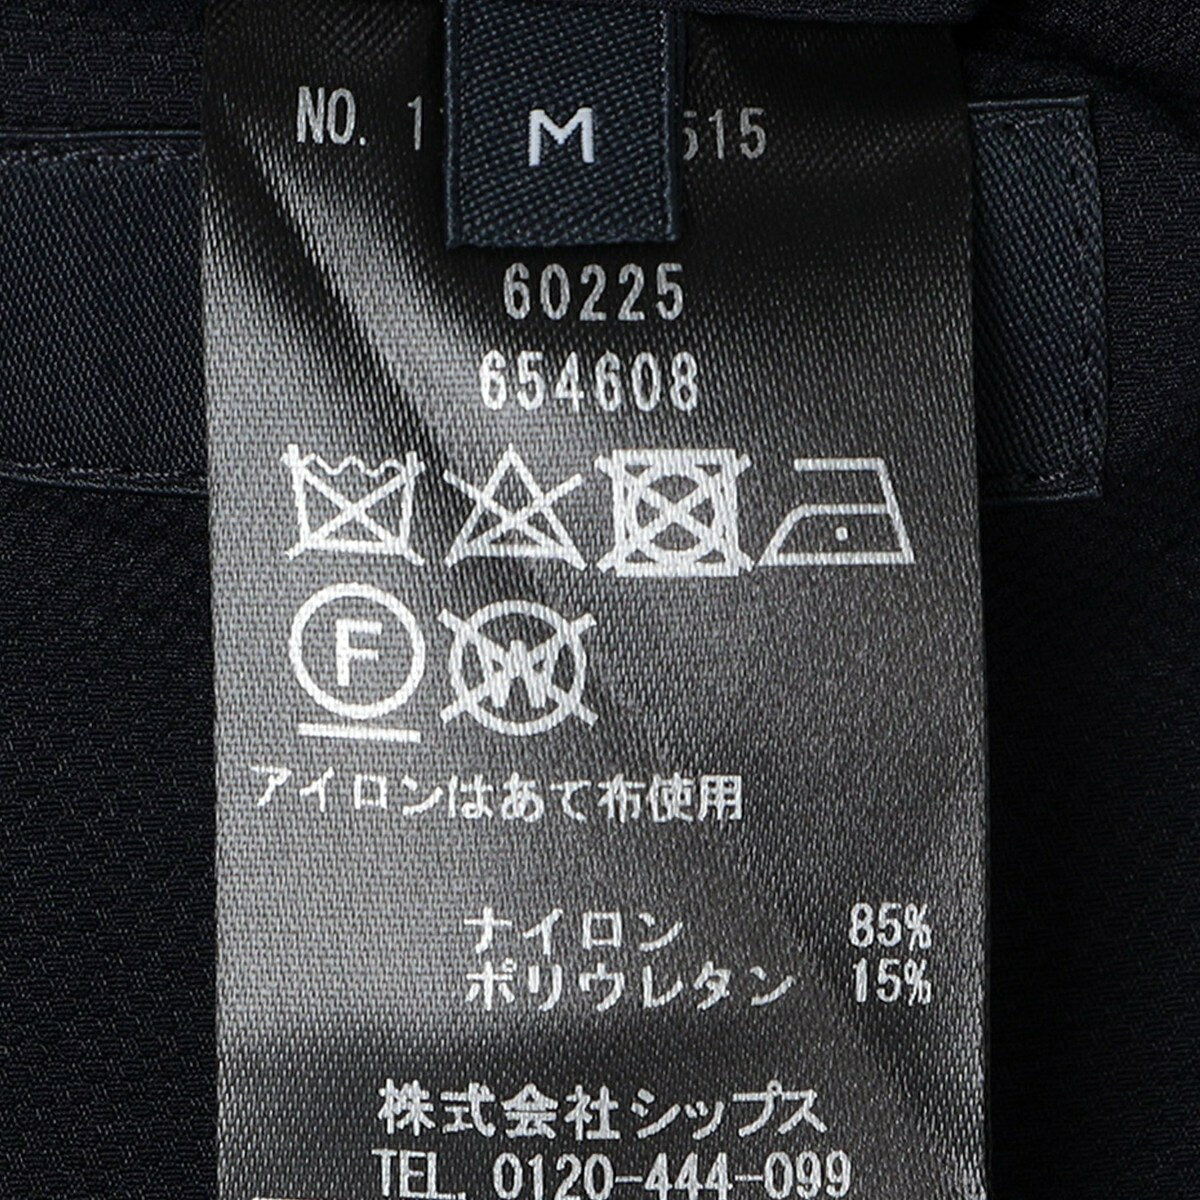 NO.
M
515
60225
654608
F
W
アイロンはあて布使用
ナイロン 85%
ポリウレタン 15%
株式会社シップス
TEL. 0120-444-099